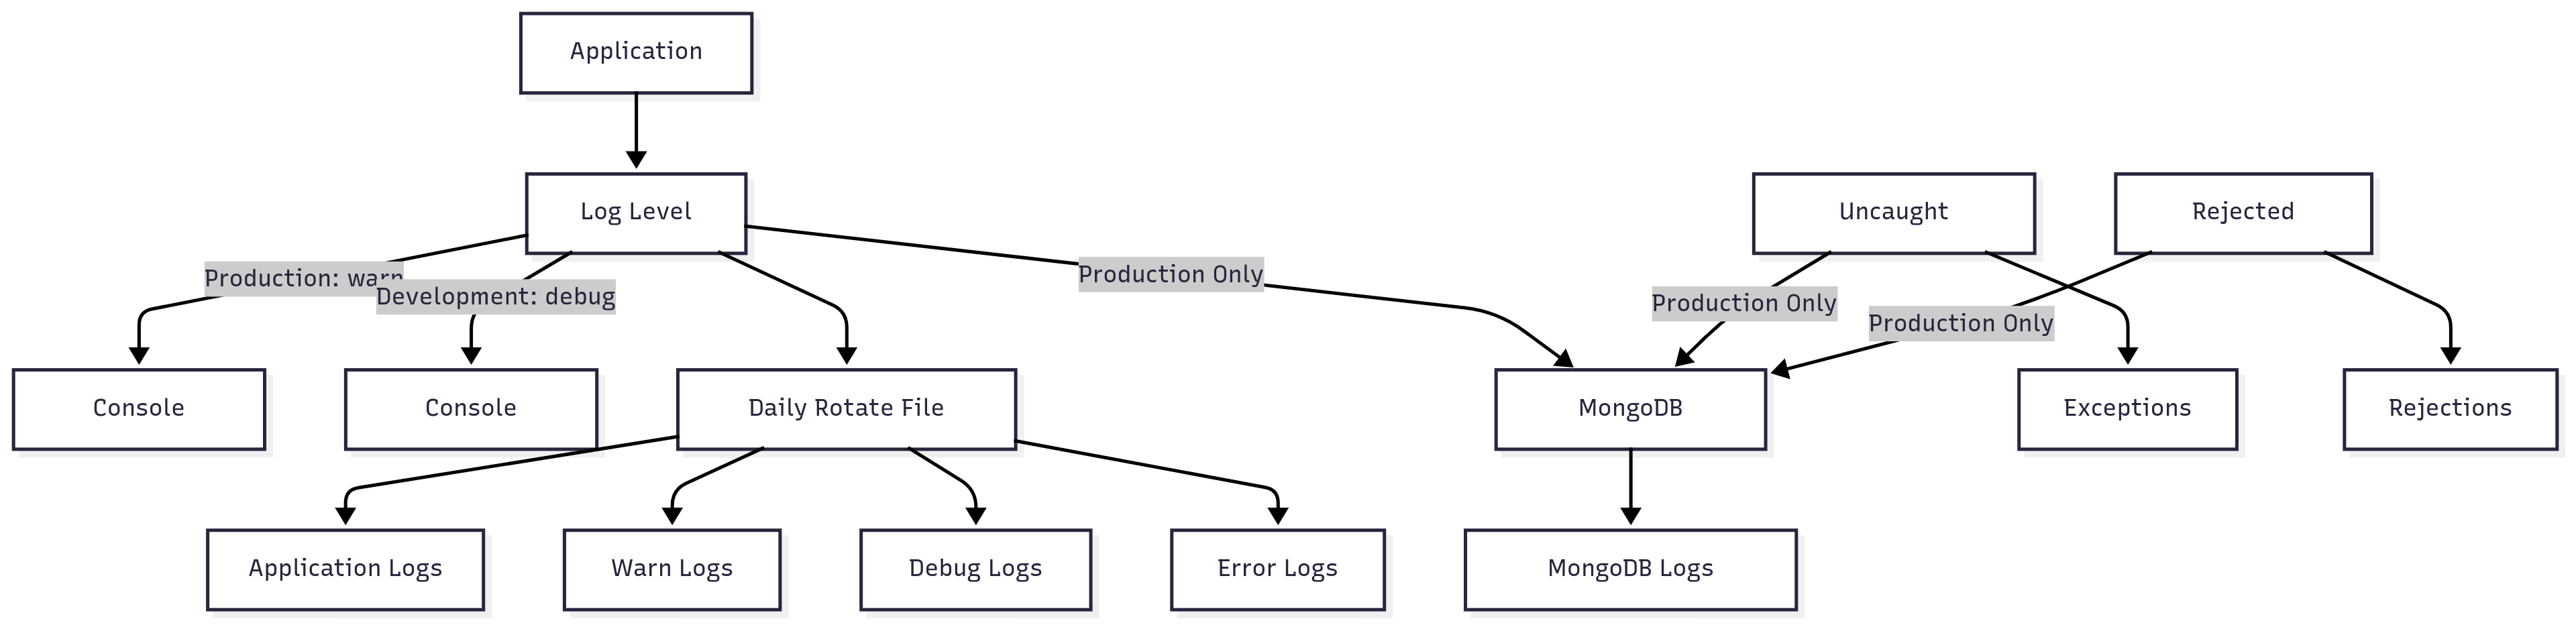 Application
Log Level
Uncaught
Rejected
Production: warn
Development: debug
Production Only
Production Only
Production Only
Console
Console
Daily Rotate File
MongoDB
Exceptions
Rejections
Application Logs
Warn Logs
Debug Logs
Error Logs
MongoDB Logs